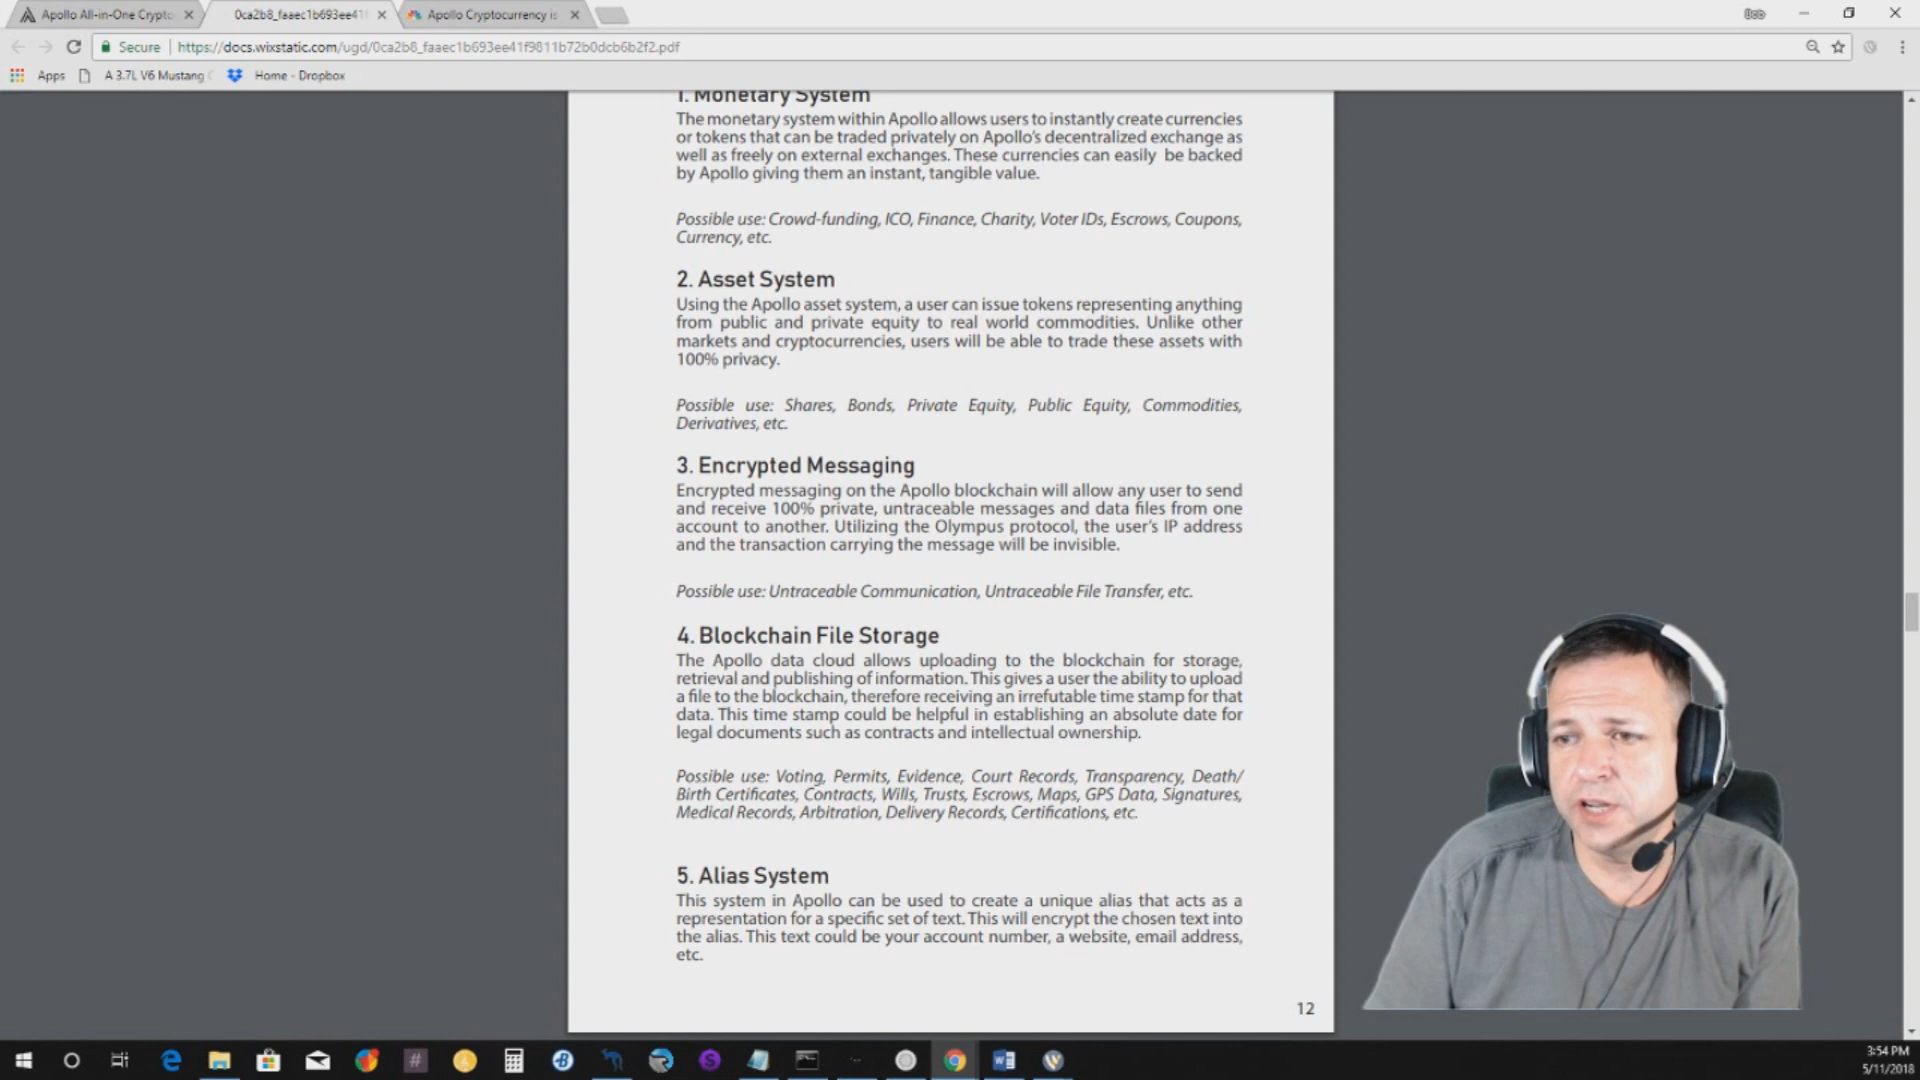 Apollo All-in-One Crypto
0ca2b8_faaec1b693ee41f
Apollo Cryptocurrency is
Secure
https://docs.wixstatic.com/ugd/0ca2b8_faaec1b693ee41f9811b72b0dcb6b2f2.pdf
Apps
A 3.7L V6 Mustang
Home - Dropbox
1. Monetary System
The monetary system within Apollo allows users to instantly create currencies
or tokens that can be traded privately on Apollo's decentralized exchange as
well as freely on external exchanges. These currencies can easily be backed
by Apollo giving them an instant, tangible value.
Possible use: Crowd-funding, ICO, Finance, Charity, Voter IDs, Escrows, Coupons,
Currency, etc.
2. Asset System
Using the Apollo asset system, a user can issue tokens representing anything
from public and private equity to real world commodities. Unlike other
markets and cryptocurrencies, users will be able to trade these assets with
100% privacy.
Possible use: Shares, Bonds, Private Equity, Public Equity, Commodities,
Derivatives, etc.
3. Encrypted Messaging
Encrypted messaging on the Apollo blockchain will allow any user to send
and receive 100% private, untraceable messages and data files from one
account to another. Utilizing the Olympus protocol, the user's IP address
and the transaction carrying the message will be invisible.
Possible use: Untraceable Communication, Untraceable File Transfer, etc.
4. Blockchain File Storage
The Apollo data cloud allows uploading to the blockchain for storage,
retrieval and publishing of information. This gives a user the ability to upload
a file to the blockchain, therefore receiving an irrefutable time stamp for that
data. This time stamp could be helpful in establishing an absolute date for
legal documents such as contracts and intellectual ownership.
Possible use: Voting, Permits, Evidence, Court Records, Transparency, Death/
Birth Certificates, Contracts, Wills, Trusts, Escrows, Maps, GPS Data, Signatures,
Medical Records, Arbitration, Delivery Records, Certifications, etc.
5. Alias System
This system in Apollo can be used to create a unique alias that acts as a
representation for a specific set of text. This will encrypt the chosen text into
the alias. This text could be your account number, a website, email address,
etc.
12
3:54 PM
5/11/2018